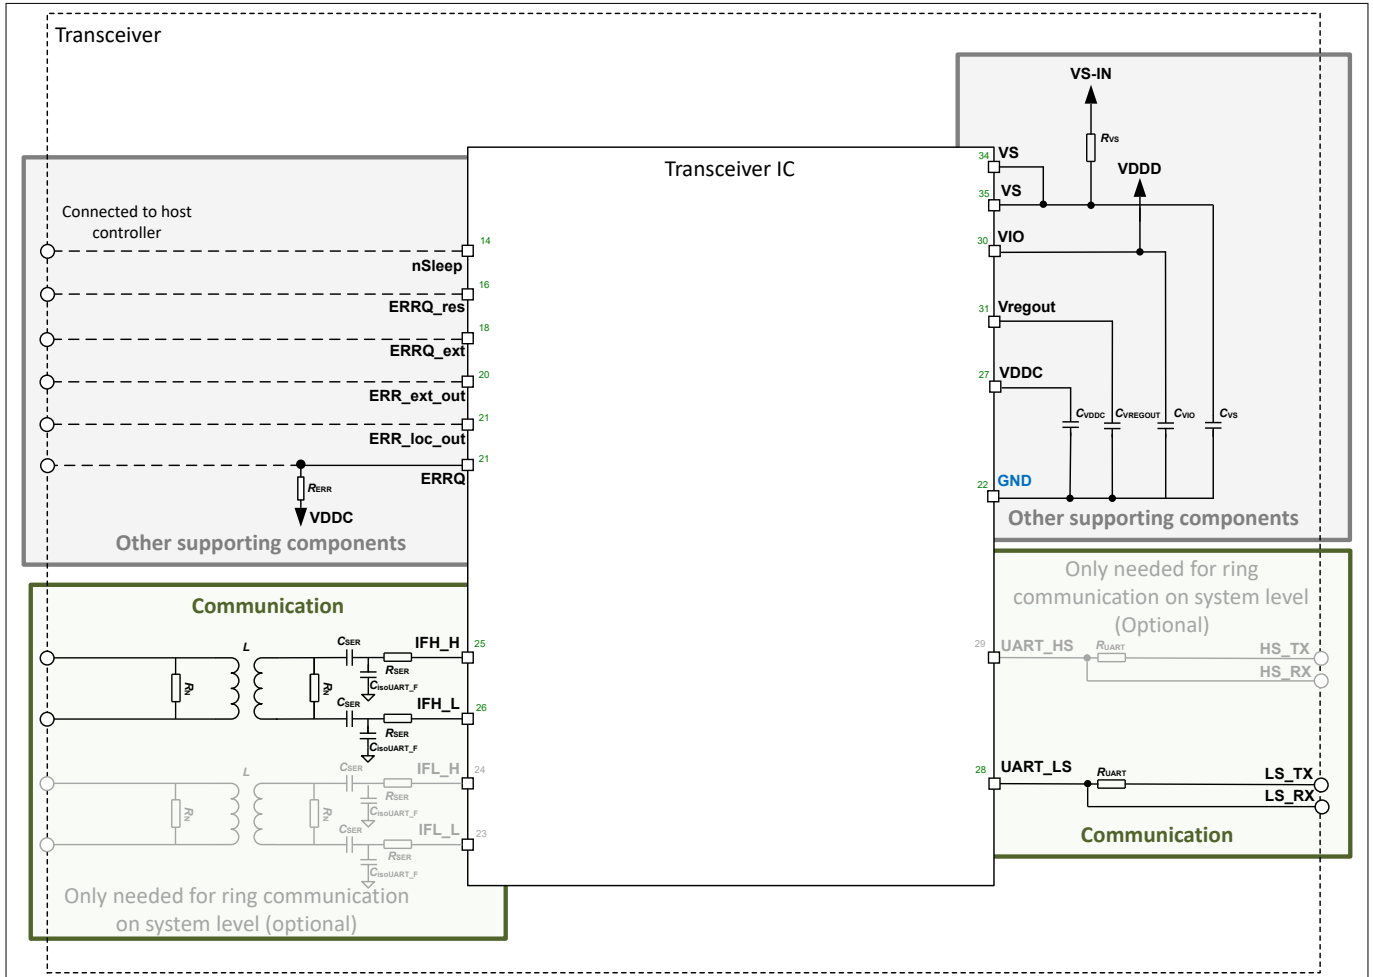 Transceiver
VS-IN
RVS
34 VS
Transceiver IC
VDDD
35 VS
Connected to host
controller
14
nSleep
30 VIO
16
ERRQ_res
31 Vregout
18
ERRQ_ext
27 VDDC
20
ERR_ext_out
CVDDC CVREGOUT CVIO CVS
21
ERR_loc_out
21
ERRQ
RERR
22 GND
VDDC
Other supporting components
Other supporting components
Communication
Only needed for ring
communication on system level
(Optional)
L CSER IFH_H 25
RSER
CisoUART_F
RN RN
CSER IFH_L 26
RSER
CisoUART_F
29 UART_HS RUART HS_TX
HS_RX
L CSER IFL_H 24
RSER
CisoUART_F
RN RN
CSER IFL_L 23
RSER
CisoUART_F
28 UART_LS RUART LS_TX
LS_RX
Communication
Only needed for ring communication
on system level (optional)